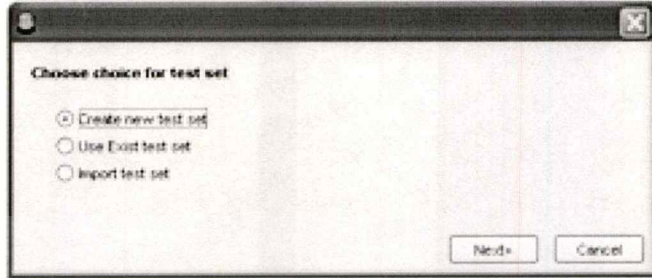 Choose choice for test set
Create new test set
Use Exist test set
Import test set
Next>
Cancel